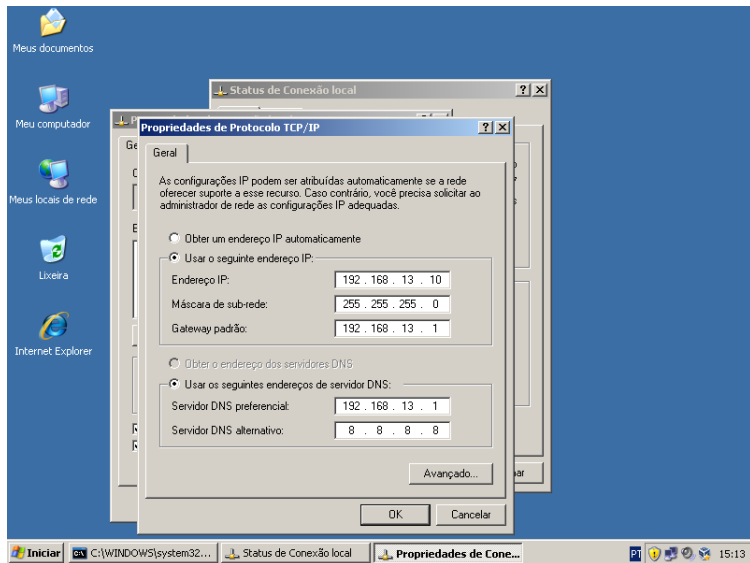 Meus documentos
Meu computador
Meus locais de rede
Lixeira
Internet Explorer
Status de Conexão local
Propriedades de Protocolo TCP/IP
Geral
As configurações IP podem ser atribuídas automaticamente se a rede
oferecer suporte a esse recurso. Caso contrário, você precisa solicitar ao
administrador de rede as configurações IP adequadas.
Obter um endereço IP automaticamente
Usar o seguinte endereço IP:
Endereço IP: 192 . 168 . 13 . 10
Máscara de sub-rede: 255 . 255 . 255 . 0
Gateway padrão: 192 . 168 . 13 . 1
Obter o endereço dos servidores DNS
Usar os seguintes endereços de servidor DNS:
Servidor DNS preferencial: 192 . 168 . 13 . 1
Servidor DNS alternativo: 8 . 8 . 8 . 8
Avançado...
OK Cancelar
Iniciar C:\WINDOWS\system32... Status de Conexão local Propriedades de Cone... PT 15:13